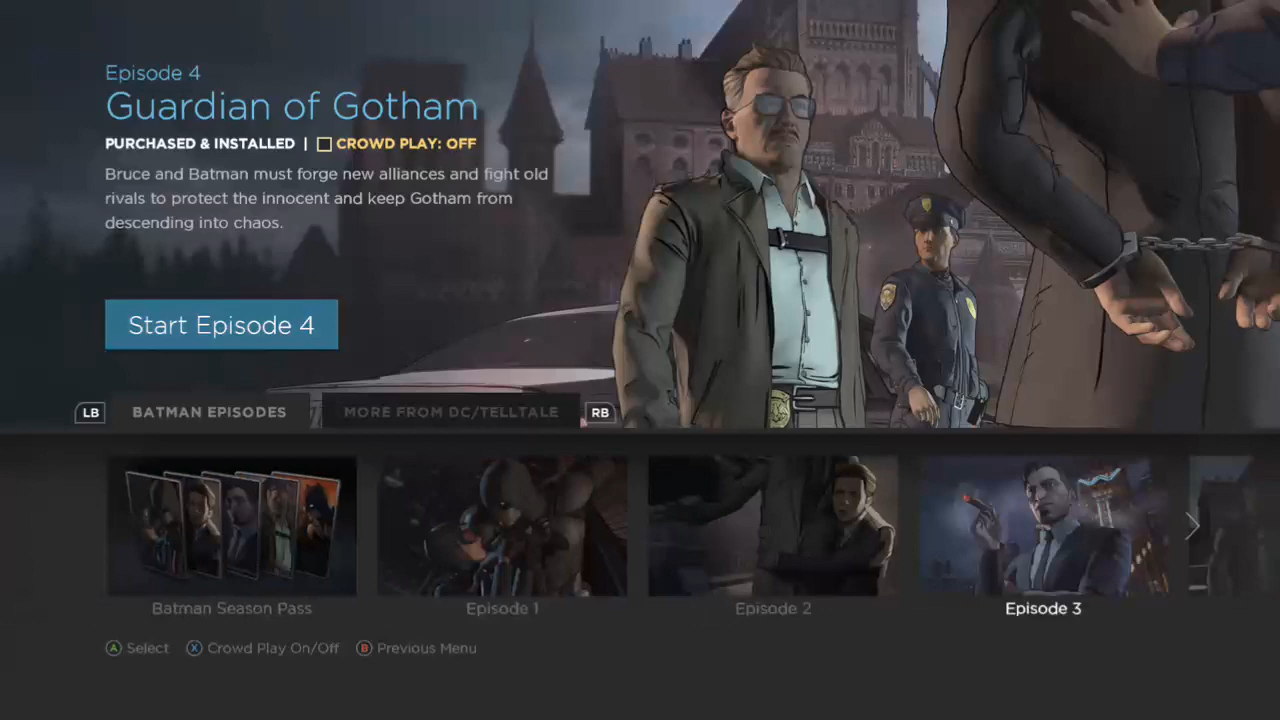 Episode 4
Guardian of Gotham
PURCHASED & INSTALLED | CROWD PLAY: OFF
Bruce and Batman must forge new alliances and fight old
rivals to protect the innocent and keep Gotham from
descending into chaos.
Start Episode 4
LB BATMAN EPISODES MORE FROM DC/TELLTALE RB
Batman Season Pass Episode 1 Episode 2 Episode 3
A Select X Crowd Play On/Off B Previous Menu